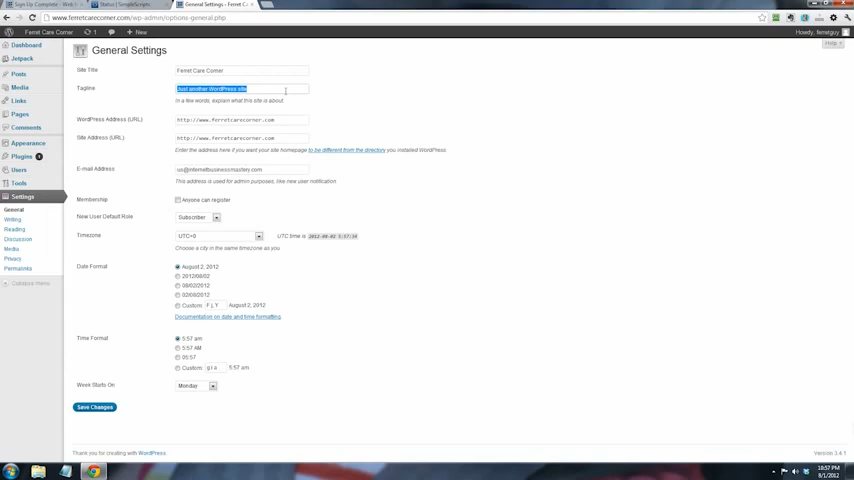 Sign Up Complete - Web
Status | SimpleScripts
General Settings ‹ Ferret Ca
www.ferretcarecorner.com/wp-admin/options-general.php
Ferret Care Corner 1 + New
Howdy, ferretguy
Help
Dashboard
Jetpack
Posts
Media
Links
Pages
Comments
Appearance
Plugins 1
Users
Tools
Settings
General
Writing
Reading
Discussion
Media
Privacy
Permalinks
Collapse menu
General Settings
Site Title Ferret Care Corner
Tagline Just another WordPress site
In a few words, explain what this site is about.
WordPress Address (URL) http://www.ferretcarecorner.com
Site Address (URL) http://www.ferretcarecorner.com
Enter the address here if you want your site homepage to be different from the directory you installed WordPress
E-mail Address us@internetbusinessmastery.com
This address is used for admin purposes, like new user notification.
Membership Anyone can register
New User Default Role Subscriber
Timezone UTC+0 UTC time is 2012-08-02 5:57:24
Choose a city in the same timezone as you
Date Format August 2, 2012
2012/08/02
08/02/2012
02/08/2012
Custom F j, Y August 2, 2012
Documentation on date and time formatting.
Time Format 5:57 am
5:57 AM
05:57
Custom g:i a 5:57 am
Week Starts On Monday
Save Changes
Thank you for creating with WordPress
Version 3.4.1
10:57 PM
8/1/2012